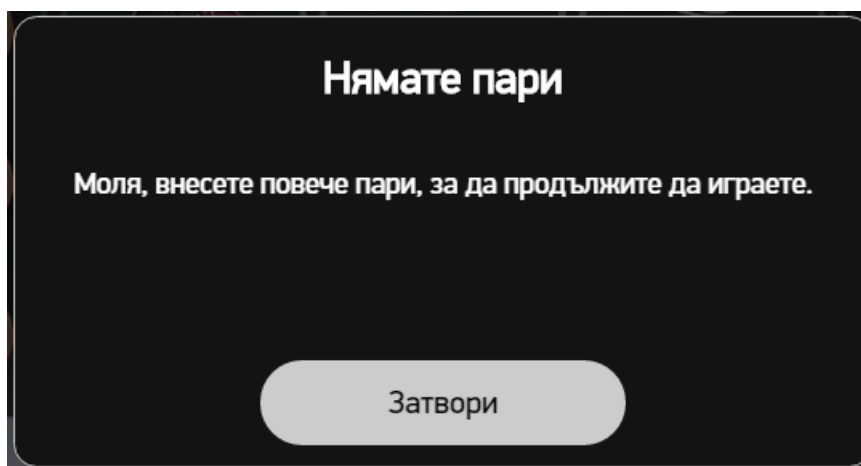 Нямате пари
Моля, внесете повече пари, за да продължите да играете.
Затвори